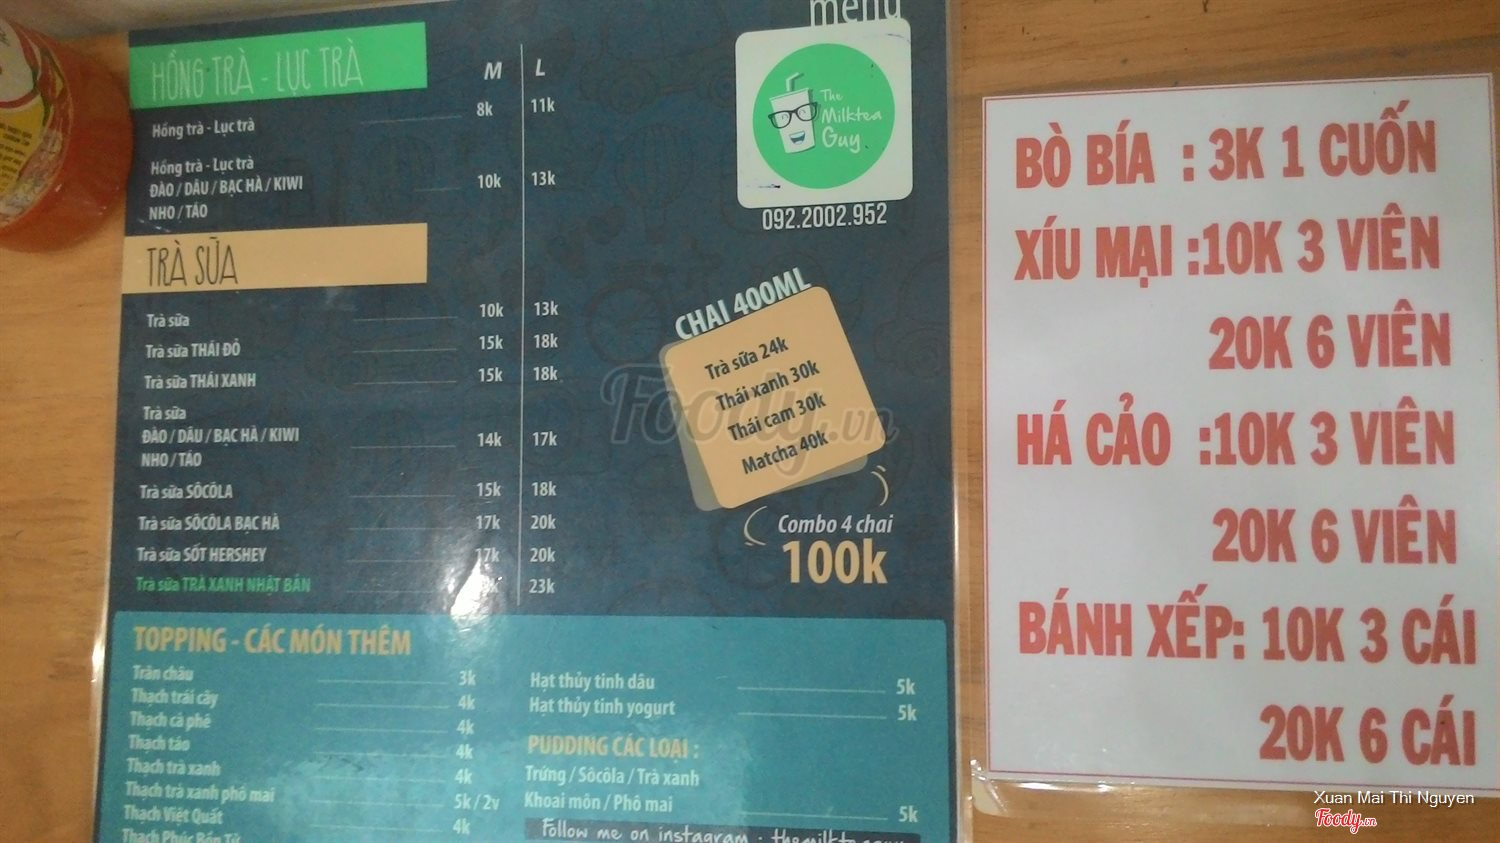 menu
HỒNG TRÀ - LỤC TRÀ
M L
Hồng trà - Lục trà 8k 11k
Hồng trà - Lục trà
ĐÀO / DÂU / BẠC HÀ / KIWI 10k 13k
NHO / TÁO
TRÀ SỮA
Trà sữa 10k 13k
Trà sữa THÁI ĐỎ 15k 18k
Trà sữa THÁI XANH 15k 18k
Trà sữa
ĐÀO / DÂU / BẠC HÀ / KIWI 14k 17k
NHO / TÁO
Trà sữa SÔCÔLA 15k 18k
Trà sữa SÔCÔLA BẠC HÀ 17k 20k
Trà sữa SỐT HERSHEY 17k 20k
Trà sữa TRÀ XANH NHẬT BẢN 23k
The
Milktea
Guy
092.2002.952
CHAI 400ML
Trà sữa 24k
Thái xanh 30k
Thái cam 30k
Matcha 40k
Combo 4 chai
100k
Foody.vn
TOPPING - CÁC MÓN THÊM
Trân châu 3k
Thạch trái cây 4k
Thạch cà phê 4k
Thạch táo 4k
Thạch trà xanh 4k
Thạch trà xanh phô mai 5k / 2v
Thạch Việt Quất 4k
Thạch Phúc Bồn Tử
Hạt thủy tinh dâu 5k
Hạt thủy tinh yogurt 5k
PUDDING CÁC LOẠI :
Trứng / Sôcôla / Trà xanh
Khoai môn / Phô mai 5k
Follow me on instagram :
BÒ BÍA : 3K 1 CUỐN
XÍU MẠI :10K 3 VIÊN
20K 6 VIÊN
HÁ CẢO :10K 3 VIÊN
20K 6 VIÊN
BÁNH XẾP: 10K 3 CÁI
20K 6 CÁI
Xuan Mai Thi Nguyen
Foody.vn